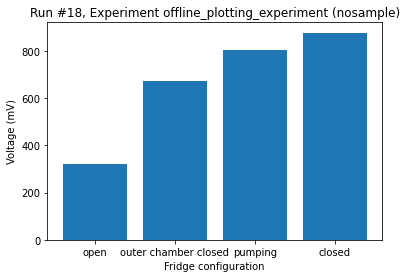 Run #18, Experiment offline_plotting_experiment (nosample)
800
600
400
200
0
Voltage (mV)
open
outer chamber closed
pumping
closed
Fridge configuration